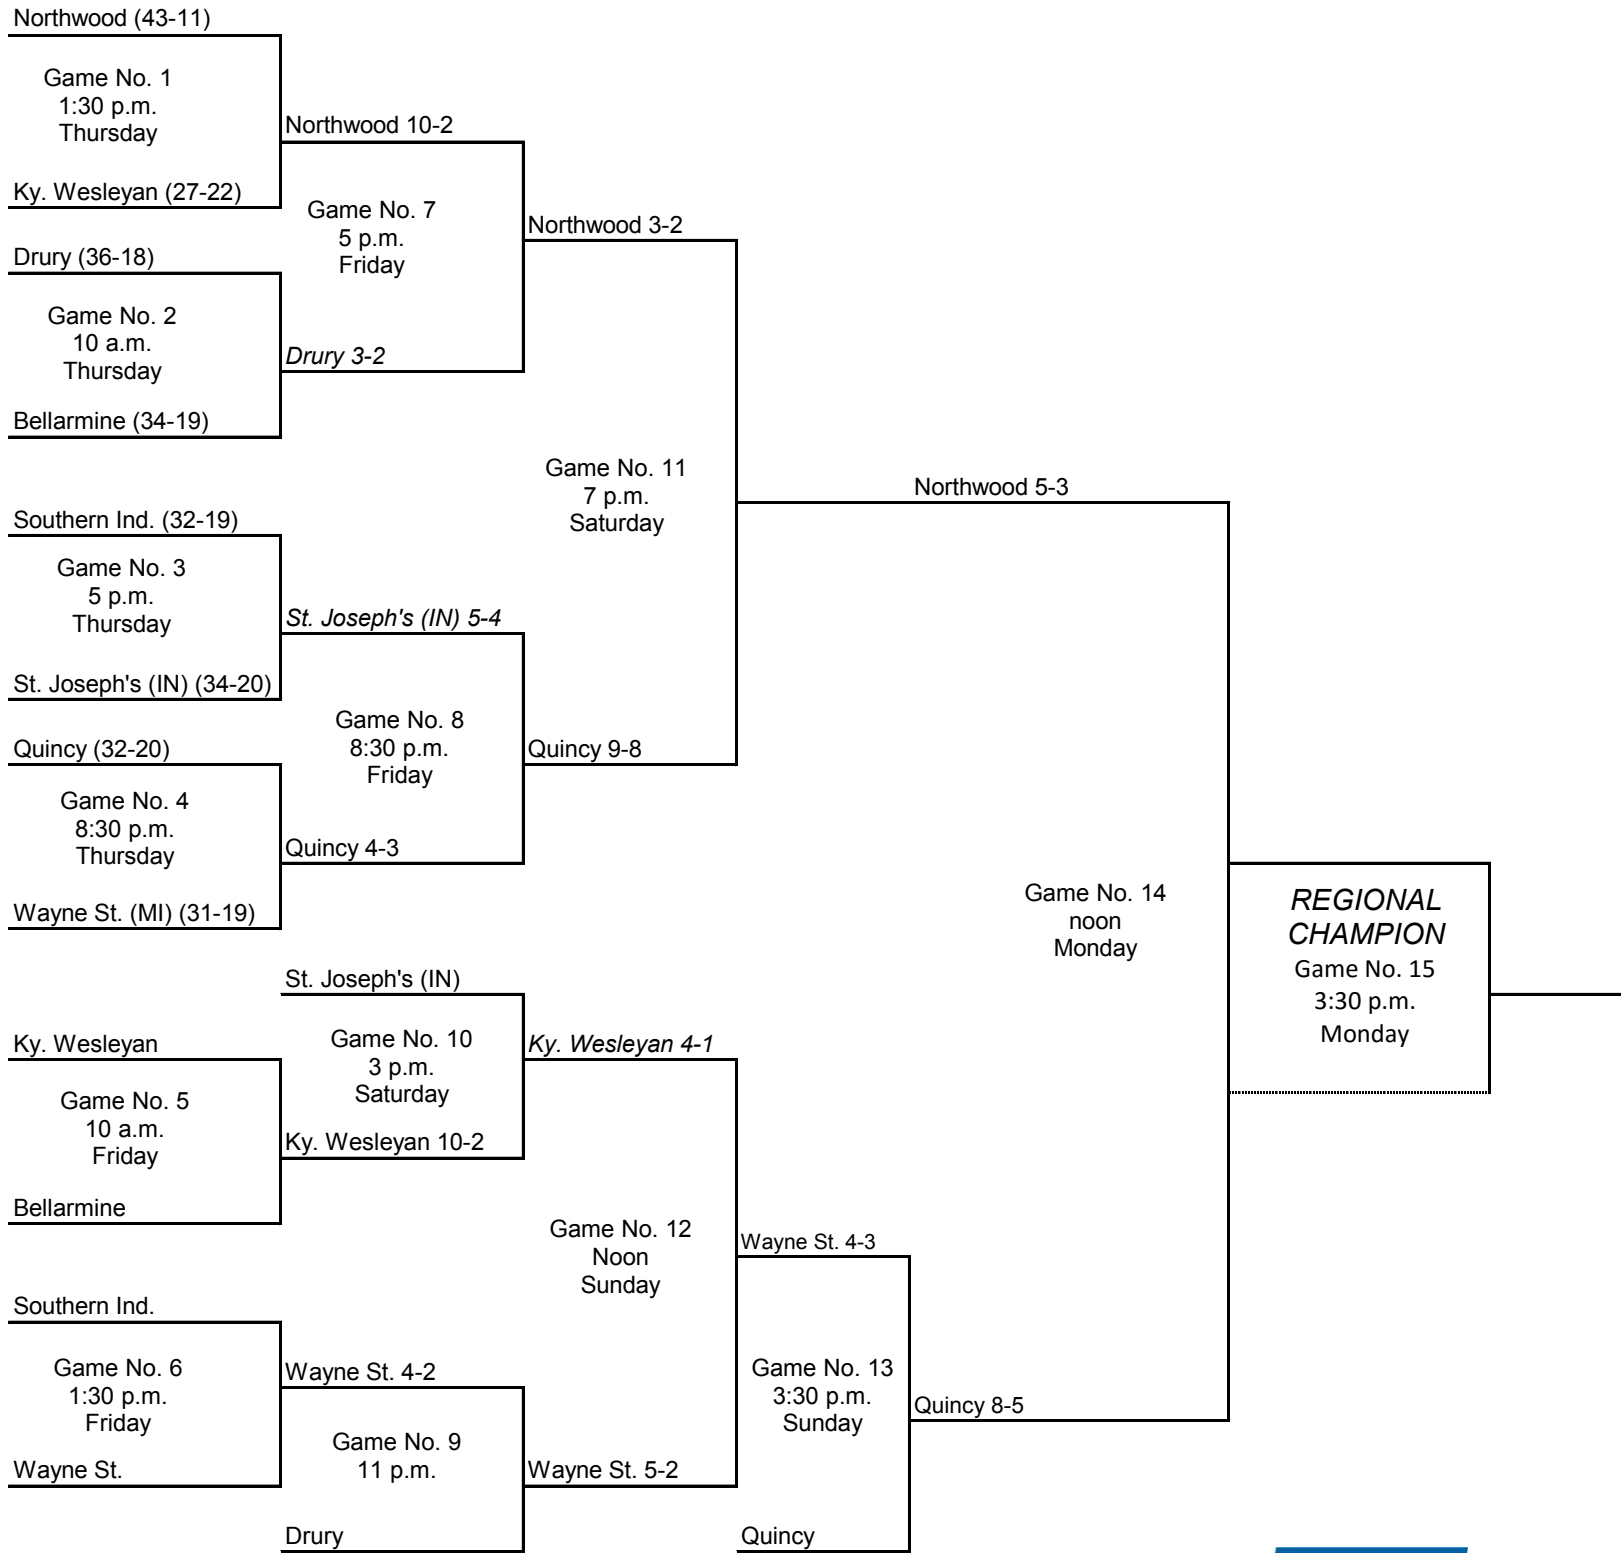 Northwood (43-11)
Game No. 1
1:30 p.m.
Thursday
Northwood 10-2
Ky. Wesleyan (27-22)
Game No. 7
5 p.m.
Friday
Northwood 3-2
Drury (36-18)
Game No. 2
10 a.m.
Thursday
Drury 3-2
Bellarmine (34-19)
Game No. 11
7 p.m.
Saturday
Northwood 5-3
Southern Ind. (32-19)
Game No. 3
5 p.m.
Thursday
St. Joseph's (IN) 5-4
St. Joseph's (IN) (34-20)
Game No. 8
8:30 p.m.
Friday
Quincy (32-20)
Quincy 9-8
Game No. 4
8:30 p.m.
Thursday
Quincy 4-3
Wayne St. (MI) (31-19)
Game No. 14
noon
Monday
REGIONAL
CHAMPION
Game No. 15
3:30 p.m.
Monday
St. Joseph's (IN)
Ky. Wesleyan
Game No. 10
3 p.m.
Saturday
Ky. Wesleyan 4-1
Game No. 5
10 a.m.
Friday
Ky. Wesleyan 10-2
Bellarmine
Game No. 12
Noon
Sunday
Wayne St. 4-3
Southern Ind.
Game No. 6
1:30 p.m.
Friday
Wayne St. 4-2
Game No. 13
3:30 p.m.
Sunday
Quincy 8-5
Wayne St.
Game No. 9
11 p.m.
Wayne St. 5-2
Drury
Quincy